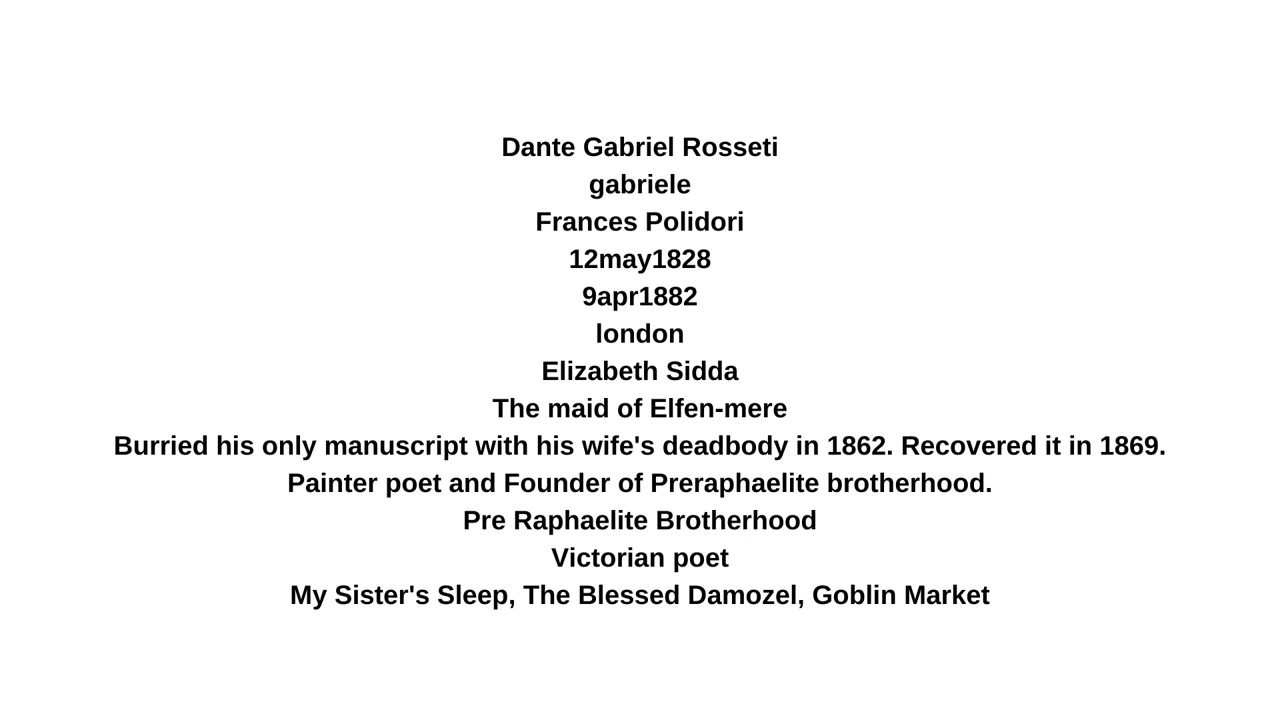 Dante Gabriel Rosseti
gabriele
Frances Polidori
12may1828
9apr1882
london
Elizabeth Sidda
The maid of Elfen-mere
Burried his only manuscript with his wife's deadbody in 1862. Recovered it in 1869.
Painter poet and Founder of Preraphaelite brotherhood.
Pre Raphaelite Brotherhood
Victorian poet
My Sister's Sleep, The Blessed Damozel, Goblin Market